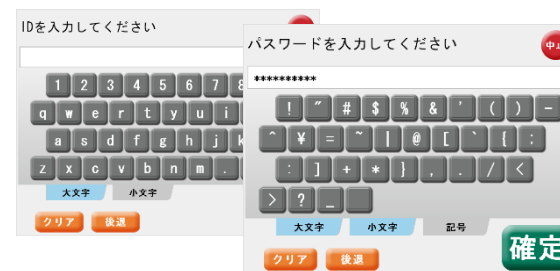 IDを入力してください
1 2 3 4 5 6 7 8
q w e r t y u i
a s d f g h j k
z x c v b n m .
大文字 小文字
クリア 後退
パスワードを入力してください
中止
**********
! " # $ % & ' ( ) -
^ ¥ = ~ | @ [ ` { ;
: ] + * } , . / <
> ? _
大文字 小文字 記号
クリア 後退
確定